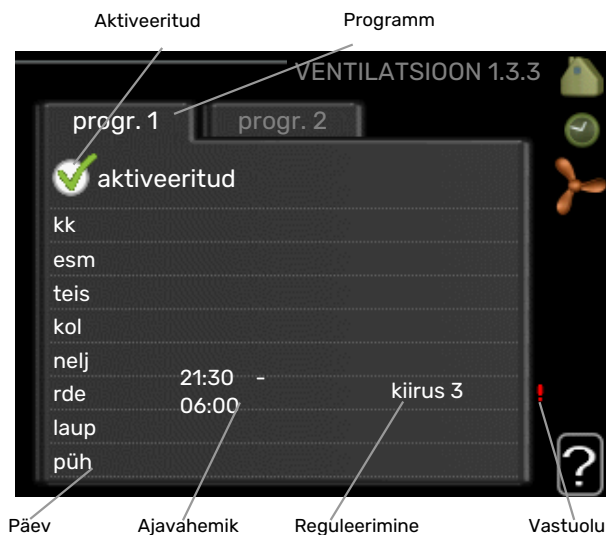 Aktiveeritud Programm
VENTILATSIOON 1.3.3
progr. 1 progr. 2
aktiveeritud
kk
esm
teis
kol
nelj
rde 21:30 - 06:00 kiirus 3 !
laup
püh
?
Päev Ajavahemik Reguleerimine Vastuolu